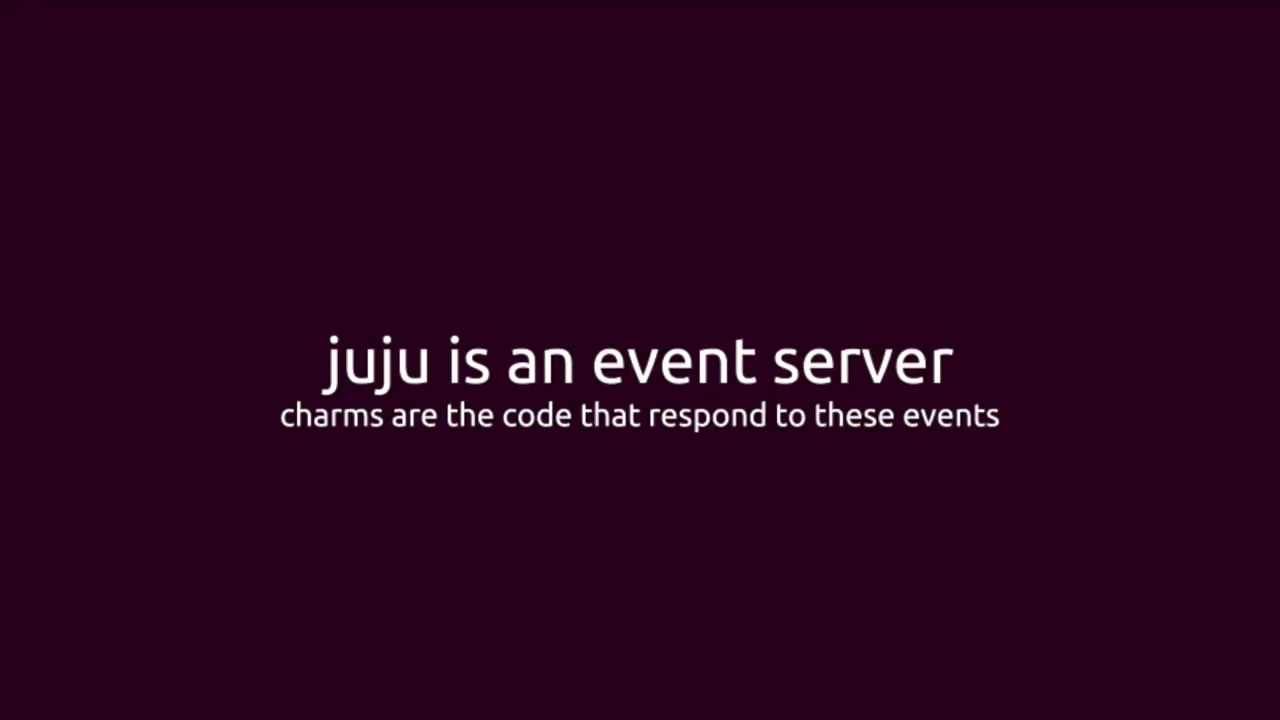 juju is an event server
charms are the code that respond to these events